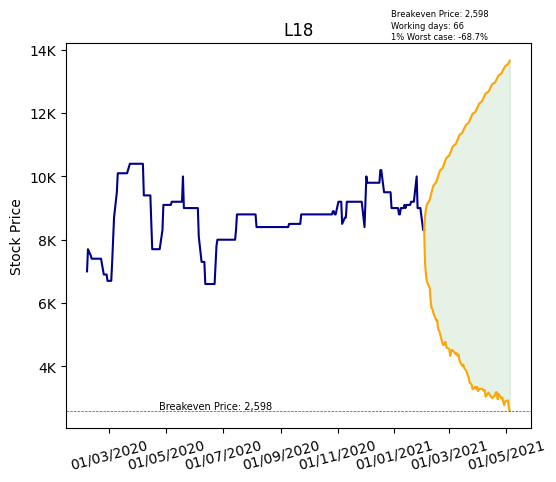 Breakeven Price: 2,598
Working days: 66
1% Worst case: -68.7%
L18
Stock Price
14K
12K
10K
8K
6K
4K
Breakeven Price: 2,598
01/03/2020
01/05/2020
01/07/2020
01/09/2020
01/11/2020
01/01/2021
01/03/2021
01/05/2021